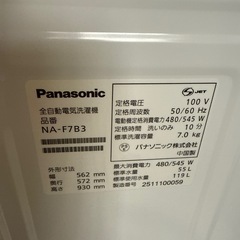 Panasonic
全自動電気洗濯機
品番
NA-F7B3
外形寸法
幅 562 mm
奥行 572 mm
高さ 930 mm
JET
定格電圧 100 V
定格周波数 50/60 Hz
電動機定格消費電力 480/545 W
定格時間 洗いのみ 10 分
標準洗濯容量 7.0 kg
パナソニック株式会社
中国製
最大消費電力 480/545 W
標準水量 55 L
標準使用水量 119 L
製造番号 2511100059